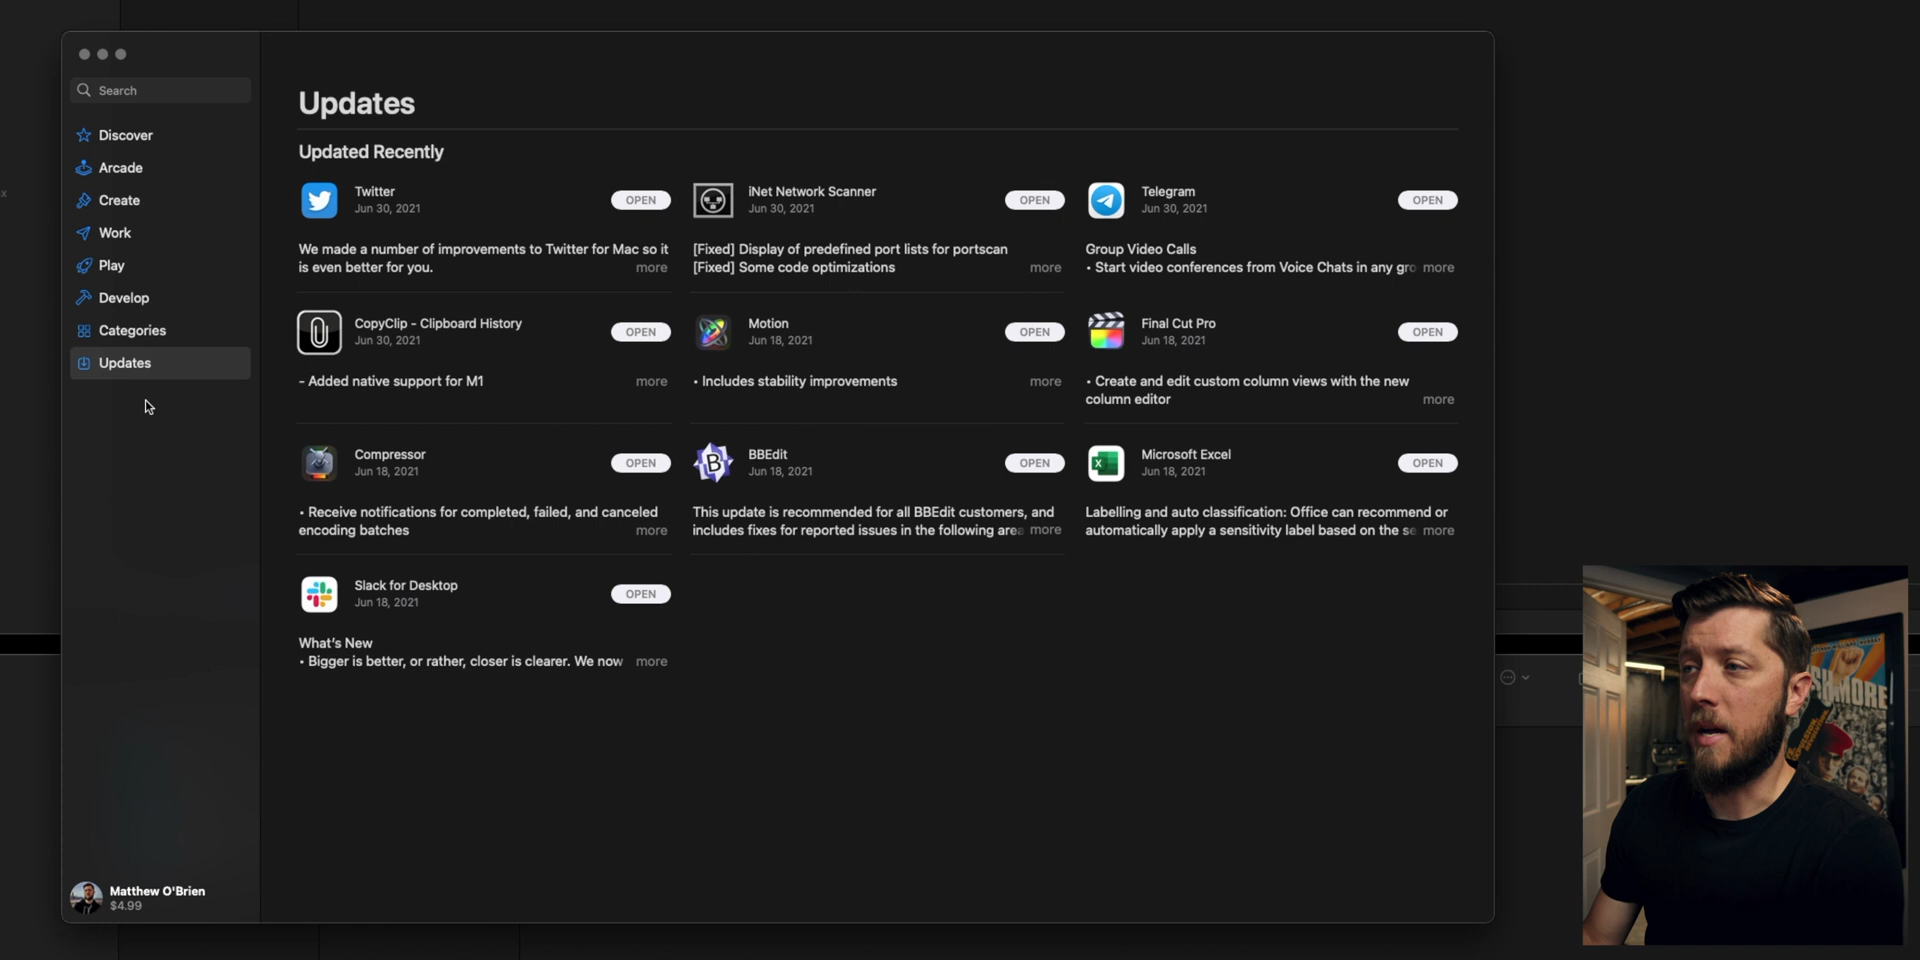 Search
Discover
Arcade
Create
Work
Play
Develop
Categories
Updates
Matthew O'Brien
$4.99
Updates
Updated Recently
Twitter
Jun 30, 2021
OPEN
We made a number of improvements to Twitter for Mac so it
is even better for you.
more
iNet Network Scanner
Jun 30, 2021
OPEN
[Fixed] Display of predefined port lists for portscan
[Fixed] Some code optimizations
more
Telegram
Jun 30, 2021
OPEN
Group Video Calls
• Start video conferences from Voice Chats in any gro more
CopyClip - Clipboard History
Jun 30, 2021
OPEN
- Added native support for M1
more
Motion
Jun 18, 2021
OPEN
• Includes stability improvements
more
Final Cut Pro
Jun 18, 2021
OPEN
• Create and edit custom column views with the new
column editor
more
Compressor
Jun 18, 2021
OPEN
• Receive notifications for completed, failed, and canceled
encoding batches
more
BBEdit
Jun 18, 2021
OPEN
This update is recommended for all BBEdit customers, and
includes fixes for reported issues in the following area more
Microsoft Excel
Jun 18, 2021
OPEN
Labelling and auto classification: Office can recommend or
automatically apply a sensitivity label based on the se more
Slack for Desktop
Jun 18, 2021
OPEN
What's New
• Bigger is better, or rather, closer is clearer. We now more
SHMORE